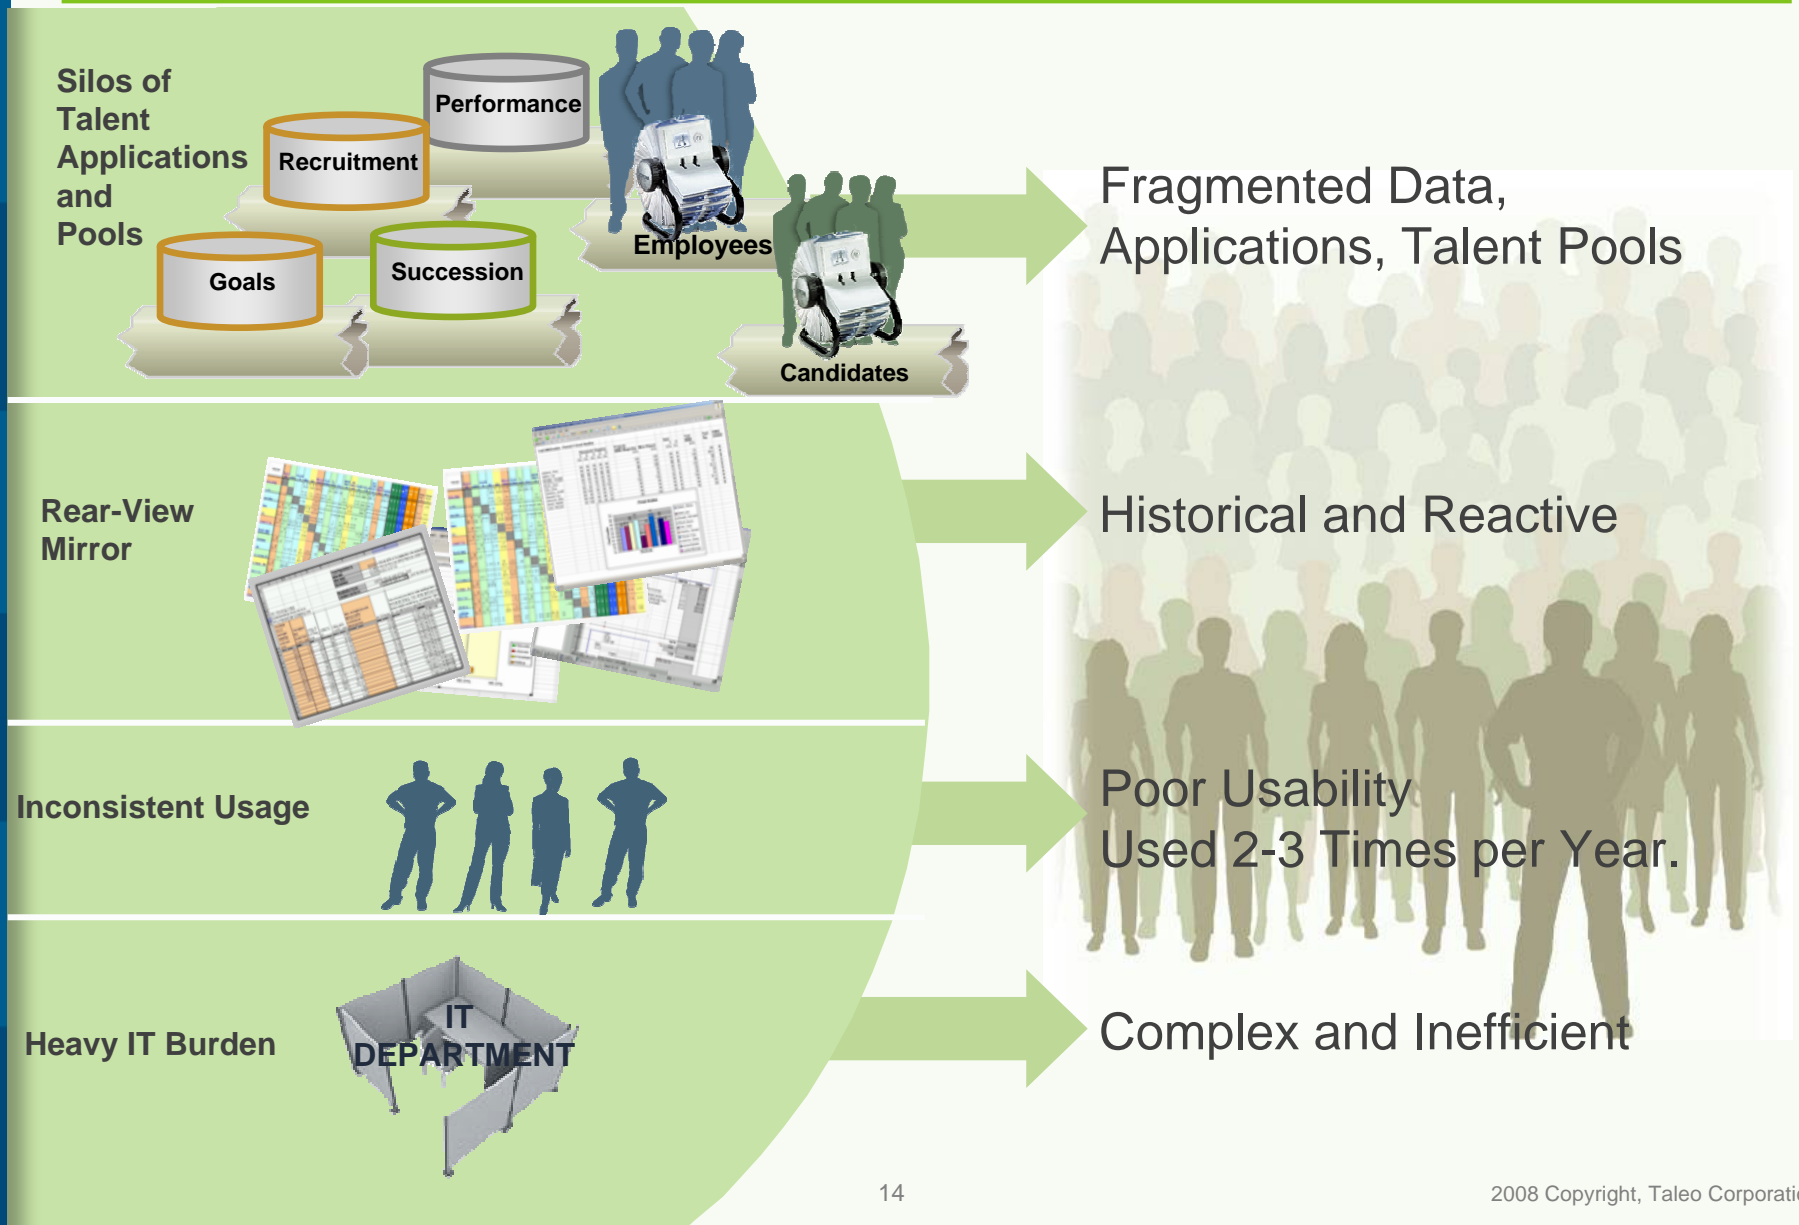 Silos of
Talent
Applications
and
Pools
Performance
Recruitment
Goals
Succession
Employees
Candidates
Fragmented Data,
Applications, Talent Pools
Rear-View
Mirror
Historical and Reactive
Inconsistent Usage
Poor Usability
Used 2-3 Times per Year.
Heavy IT Burden
IT
DEPARTMENT
Complex and Inefficient
14
2008 Copyright, Taleo